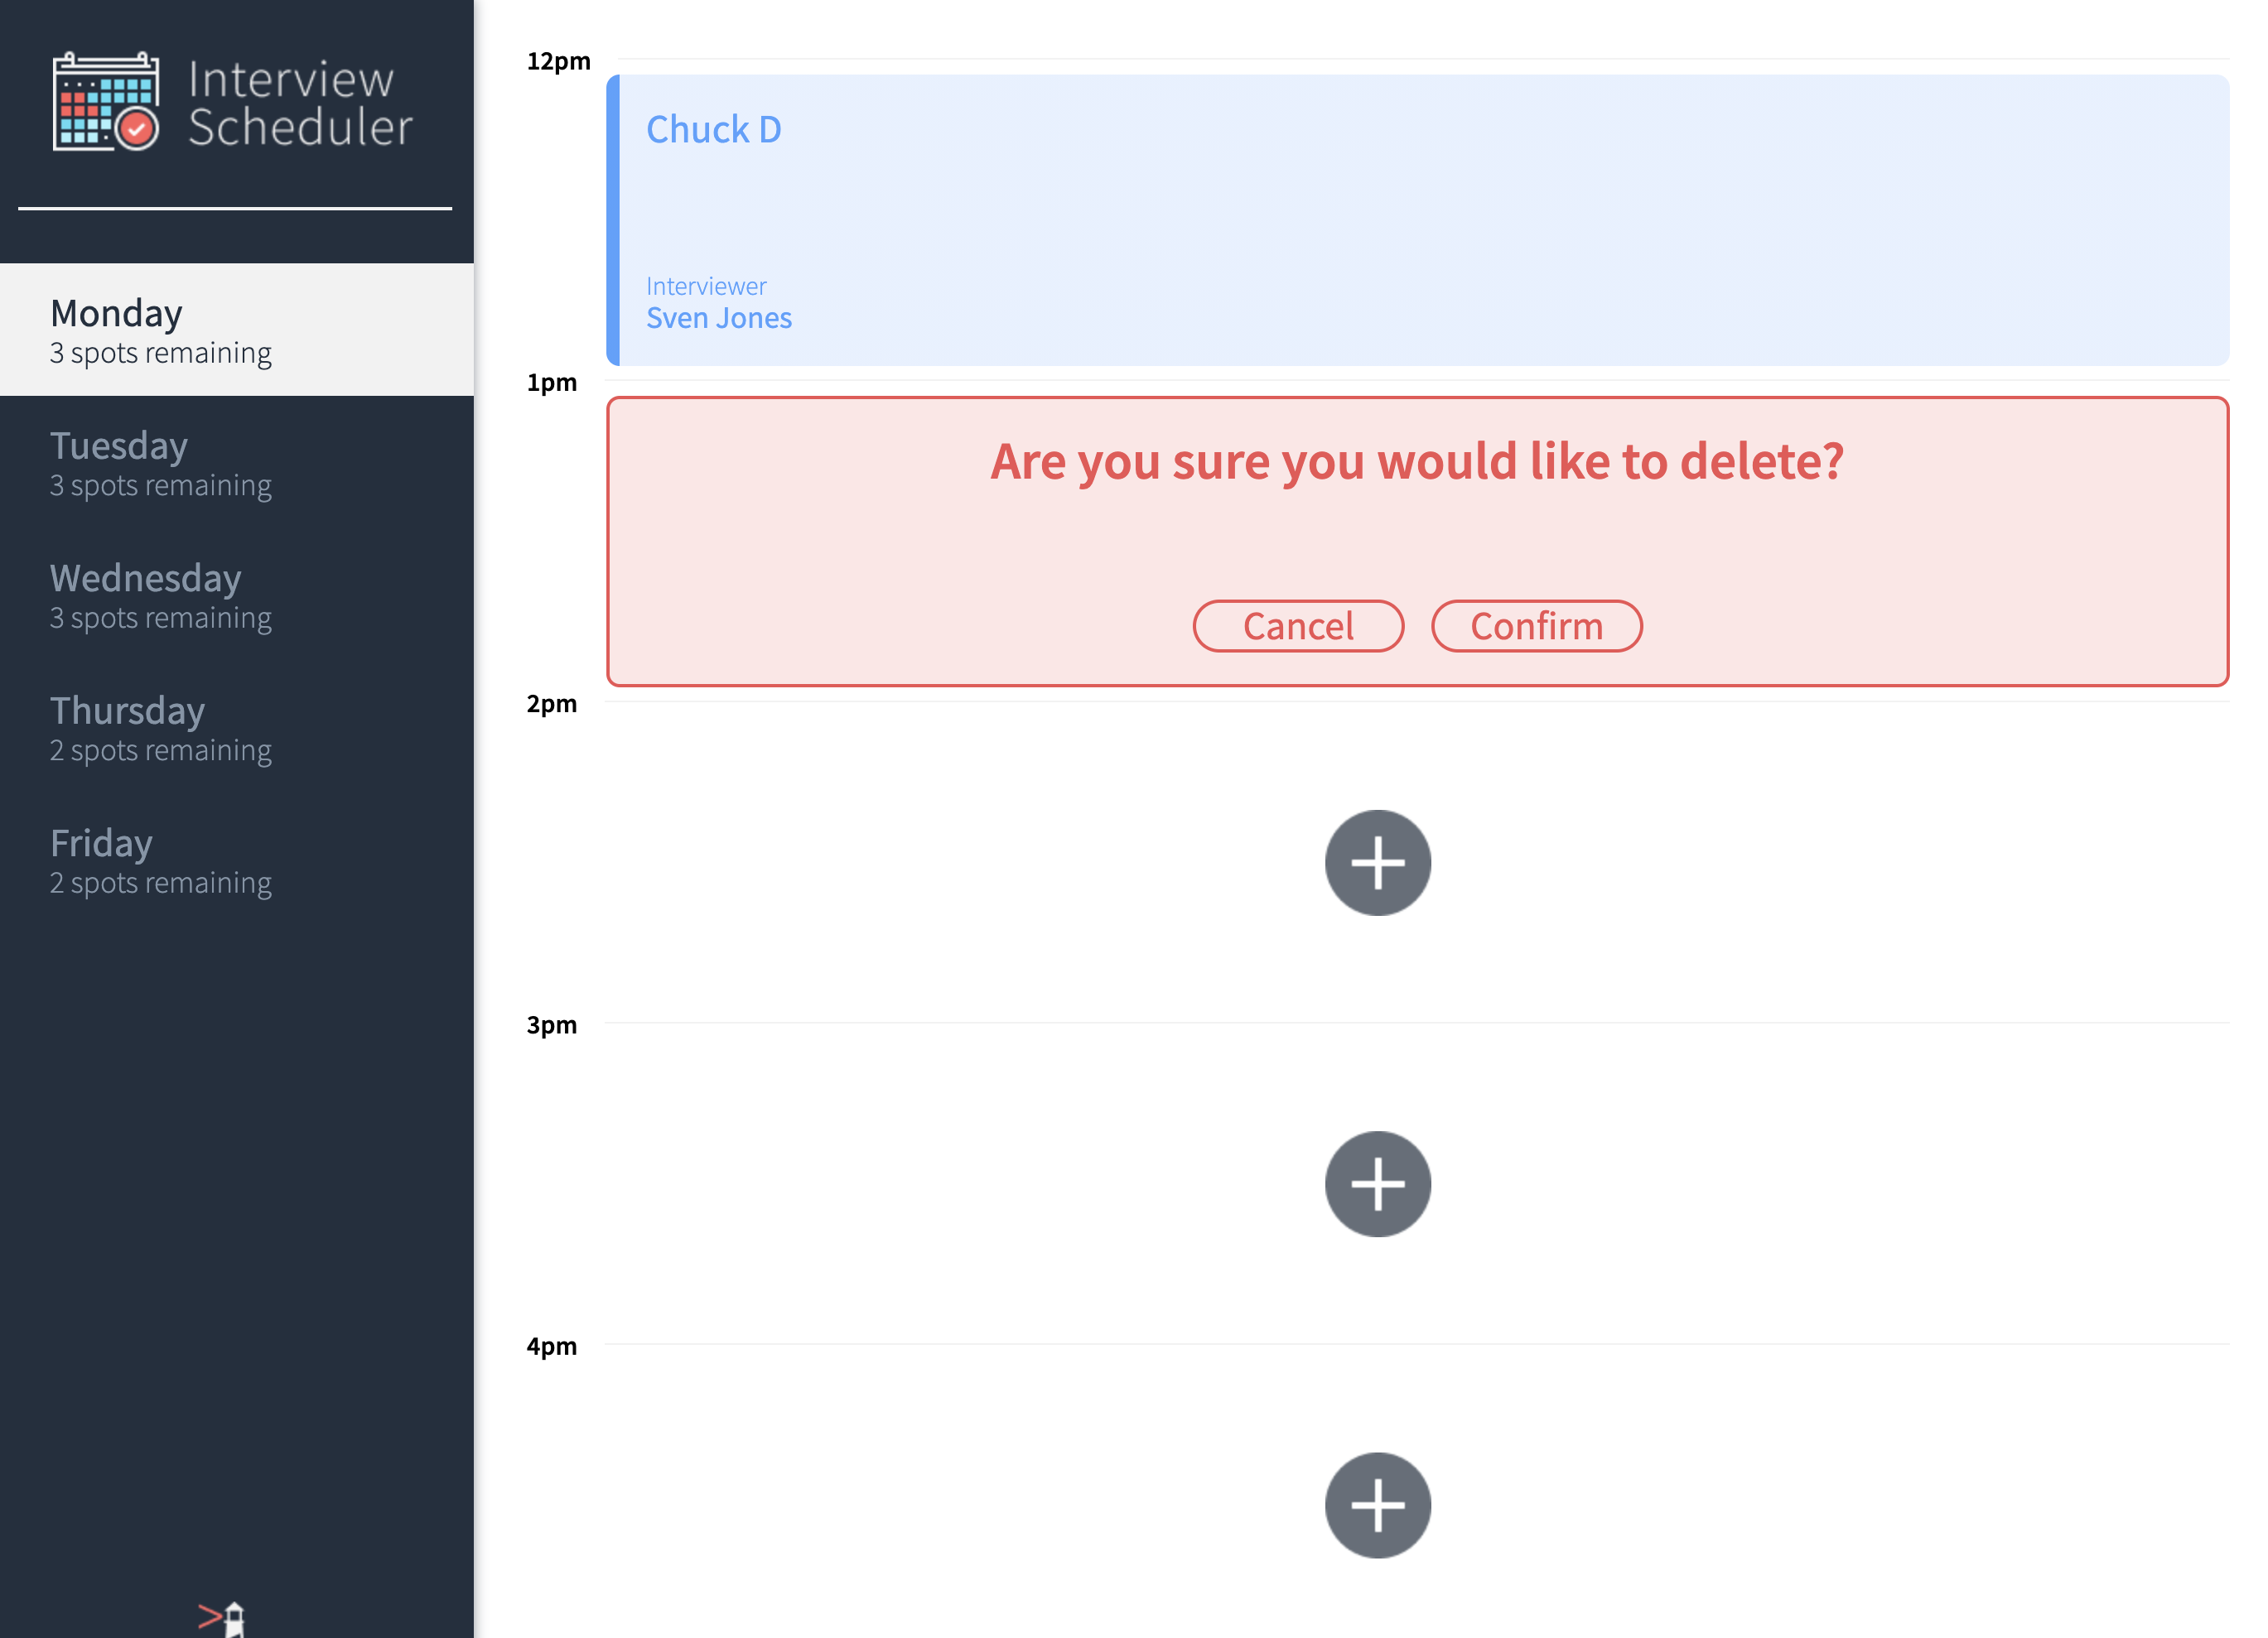 Interview
Scheduler
Monday
3 spots remaining
Tuesday
3 spots remaining
Wednesday
3 spots remaining
Thursday
2 spots remaining
Friday
2 spots remaining
12pm
Chuck D
Interviewer
Sven Jones
1pm
Are you sure you would like to delete?
Cancel
Confirm
2pm
3pm
4pm